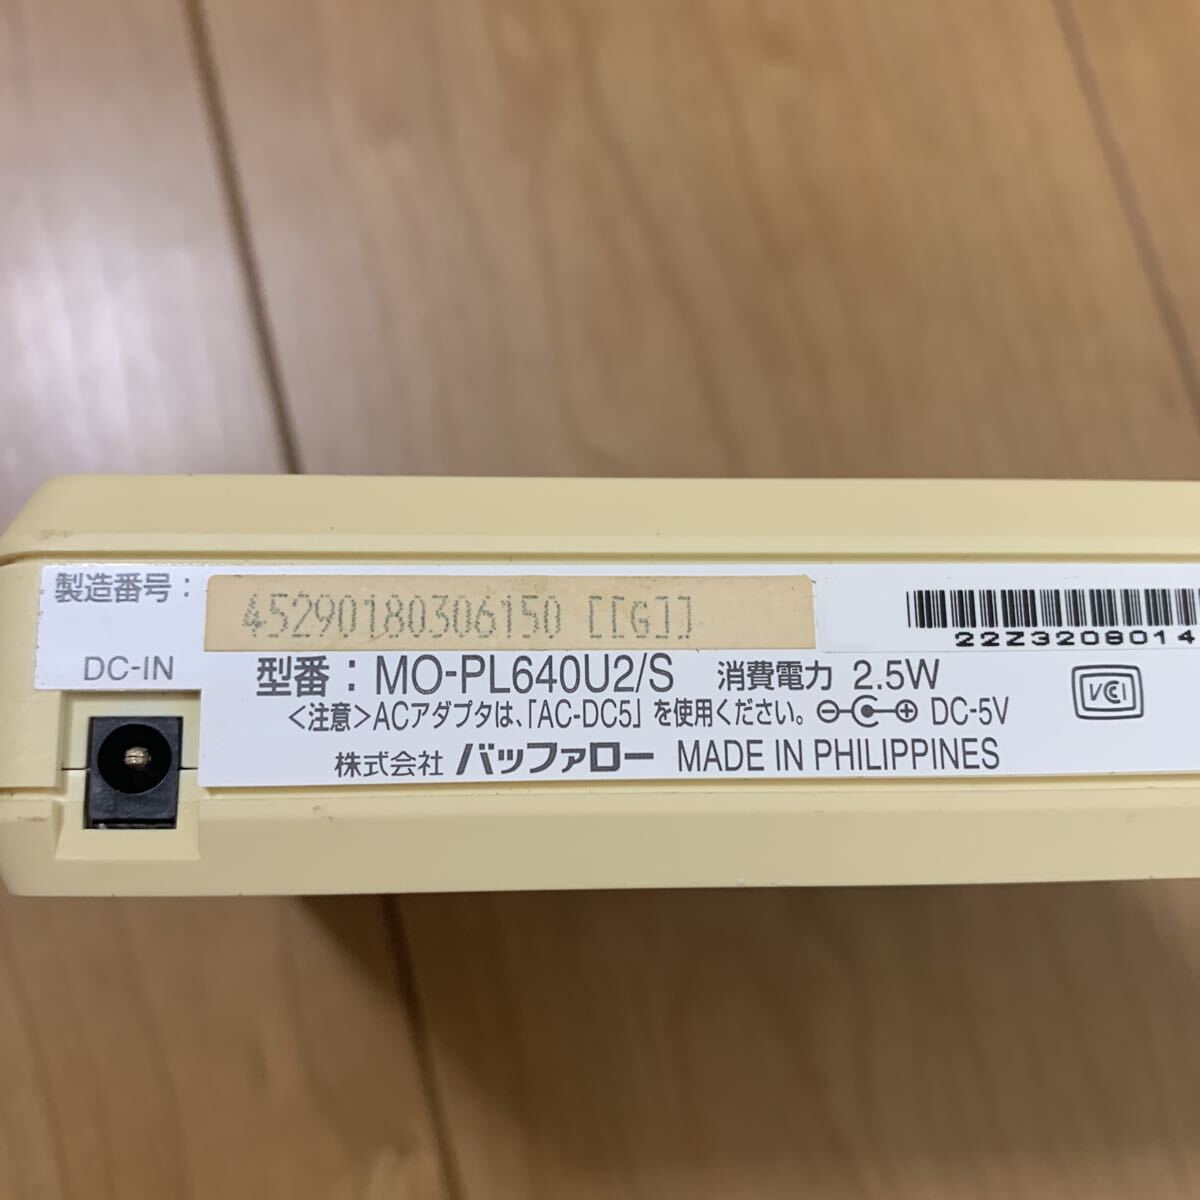 製造番号： 45290180306150 [[G]]
22Z3208014
DC-IN
型番：MO-PL640U2/S 消費電力 2.5W
VCCI
＜注意＞ACアダプタは、「AC-DC5」を使用ください。 DC-5V
株式会社 バッファロー MADE IN PHILIPPINES